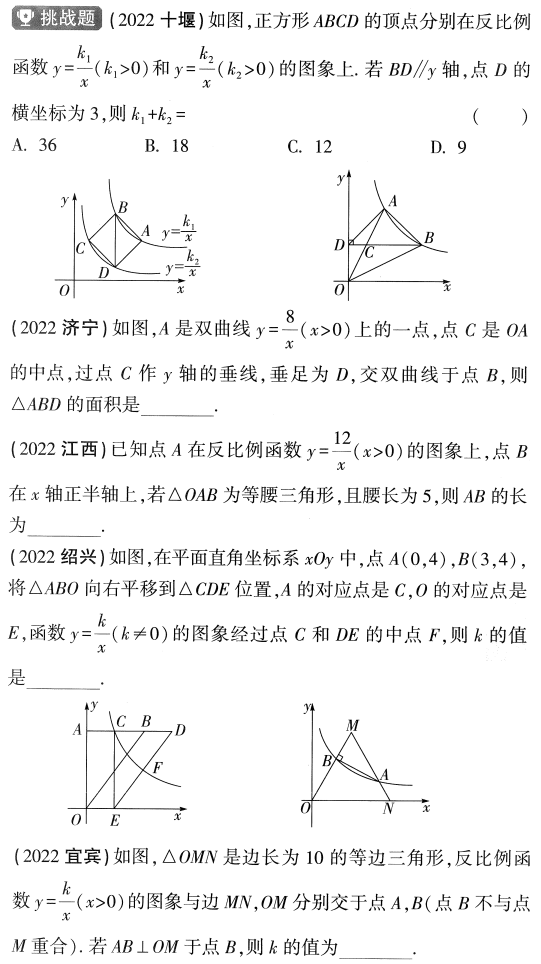 挑战题 (2022 十堰)如图,正方形 ABCD 的顶点分别在反比例
函数 y=k₁/x(k₁>0)和 y=k₂/x(k₂>0)的图象上. 若 BD∥y 轴,点 D 的
横坐标为 3,则 k₁+k₂= ( )
A. 36 B. 18 C. 12 D. 9
y B A y=k₁/x C D y=k₂/x O x
y A D C B O x
(2022 济宁)如图,A 是双曲线 y=8/x(x>0)上的一点,点 C 是 OA
的中点,过点 C 作 y 轴的垂线,垂足为 D,交双曲线于点 B,则
△ABD 的面积是________.
(2022 江西)已知点 A 在反比例函数 y=12/x(x>0)的图象上,点 B
在 x 轴正半轴上,若△OAB 为等腰三角形,且腰长为 5,则 AB 的长
为________.
(2022 绍兴)如图,在平面直角坐标系 xOy 中,点 A(0,4),B(3,4),
将△ABO 向右平移到△CDE 位置,A 的对应点是 C,O 的对应点是
E,函数 y=k/x(k≠0)的图象经过点 C 和 DE 的中点 F,则 k 的值
是________.
y A C B D F O E x
y M B A O N x
(2022 宜宾)如图,△OMN 是边长为 10 的等边三角形,反比例函
数 y=k/x(x>0)的图象与边 MN,OM 分别交于点 A,B(点 B 不与点
M 重合). 若 AB⊥OM 于点 B,则 k 的值为________.